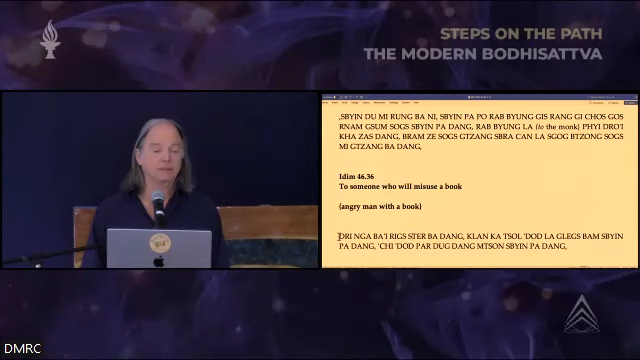 STEPS ON THE PATH
THE MODERN BODHISATTVA
,SBYIN DU MI RUNG BA NI, SBYIN PA PO RAB BYUNG GIS RANG GI CHOS GOS
RNAM GSUM SOGS SBYIN PA DANG, RAB BYUNG LA (to the monk) PHYI DRO'I
KHA ZAS DANG, BRAM ZE SOGS GTZANG SBRA CAN LA SGOG BTZONG SOGS
MI GTZANG BA DANG,
Idim 46.36
To someone who will misuse a book
{angry man with a book}
DRI NGA BA'I RIGS STER BA DANG, KLAN KA TSOL 'DOD LA GLEGS BAM SBYIN
PA DANG, 'CHI 'DOD PAR DUG DANG MTSON SBYIN PA DANG,
DMRC